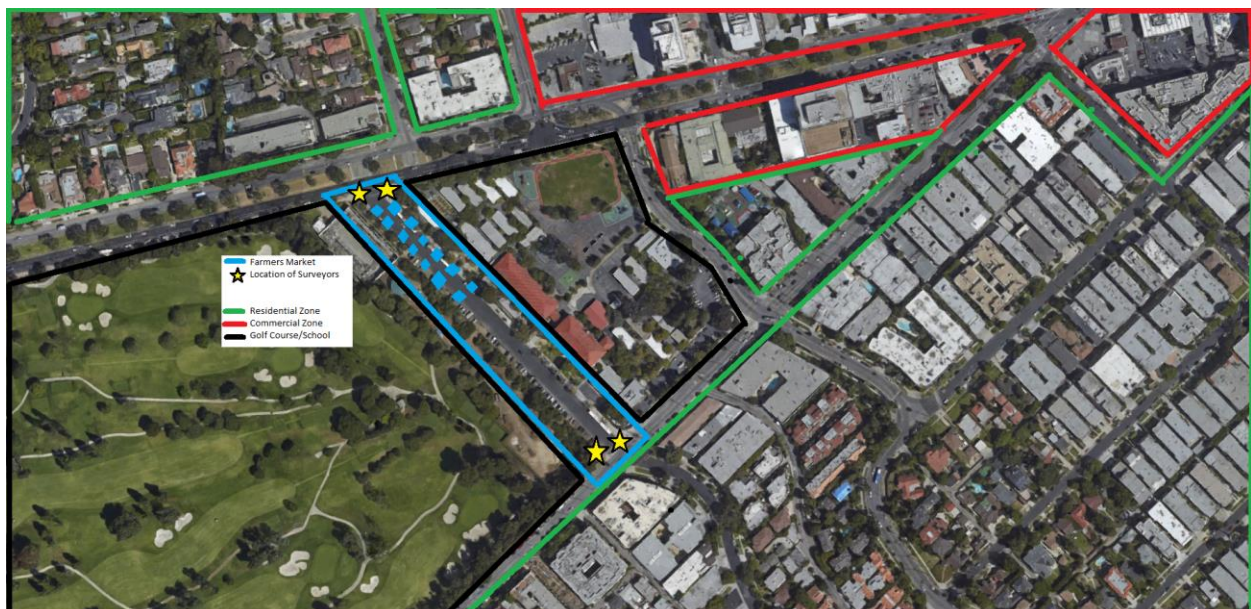 Farmers Market
Location of Surveyors
Residential Zone
Commercial Zone
Golf Course/School